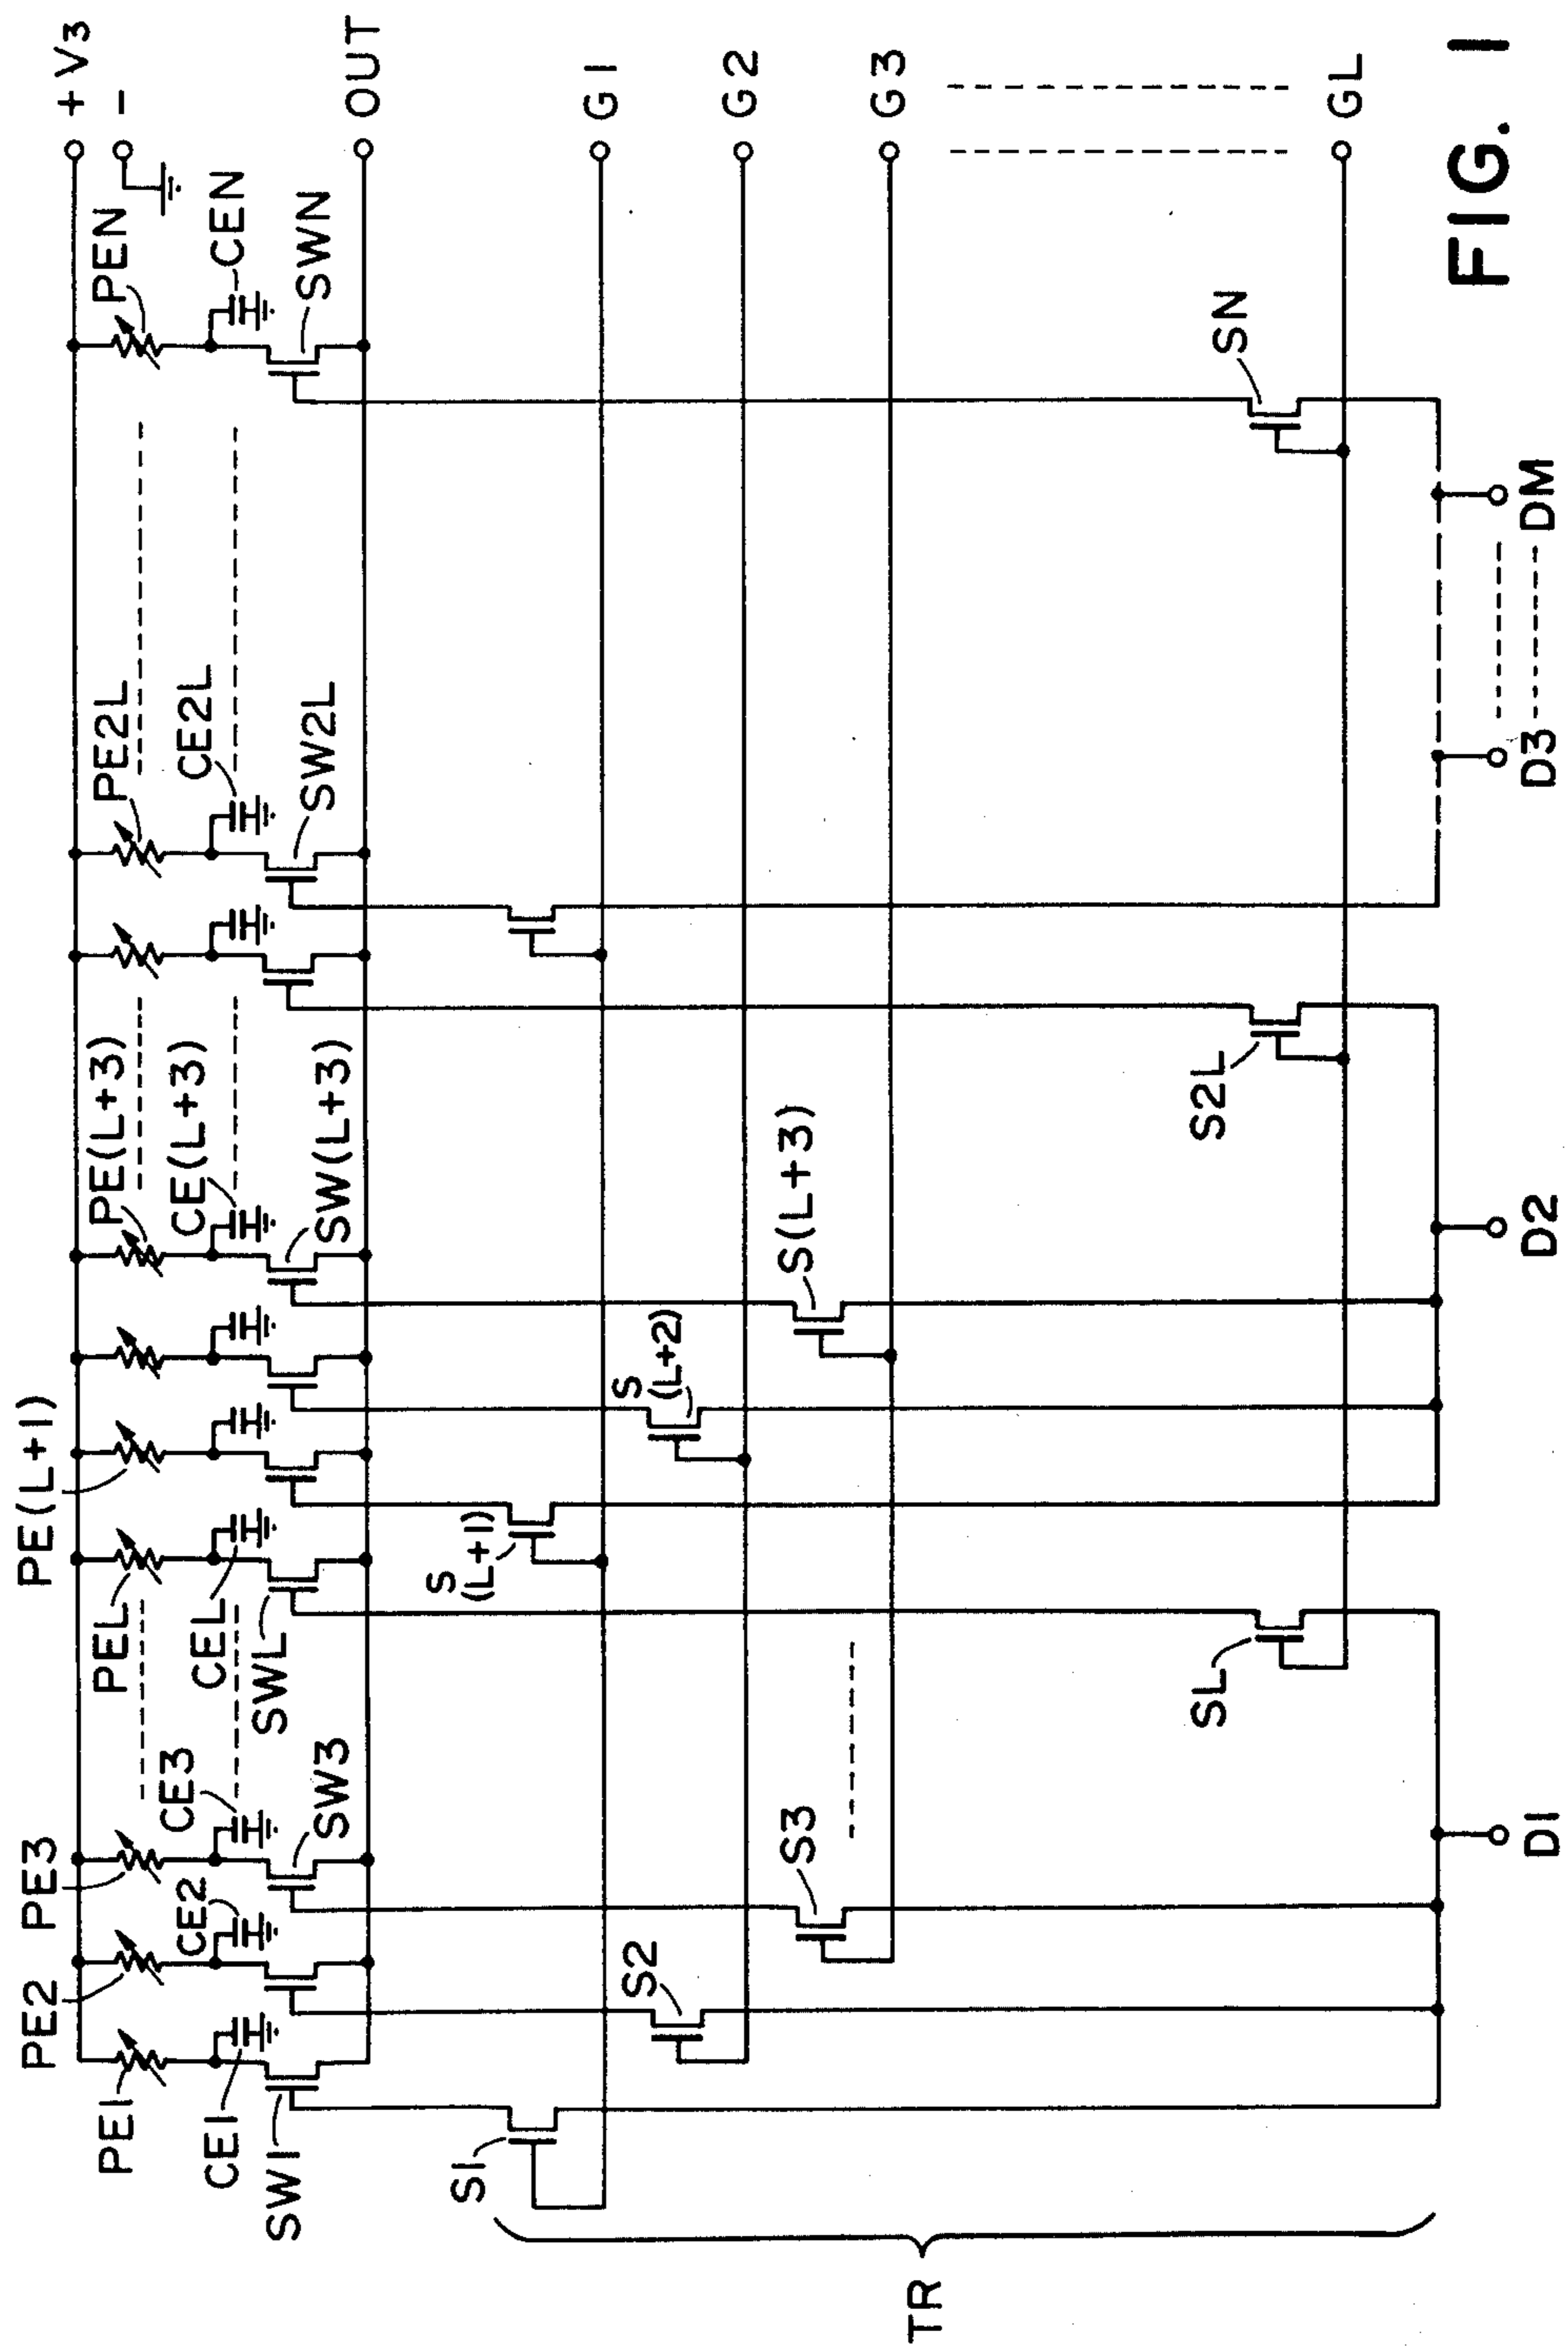 PE1
PE2
PE3
PEL
PE(L+1)
PE(L+3)
PE2L
PEN
+ V3
-
CE1
CE2
CE3
CEL
CE(L+3)
CE2L
CEN
SW1
SW3
SWL
SW(L+3)
SW2L
SWN
OUT
S1
S
(L+1)
G1
S2
S
(L+2)
G2
S3
S(L+3)
G3
SL
S2L
SN
GL
TR
D1
D2
D3
DM
FIG. 1